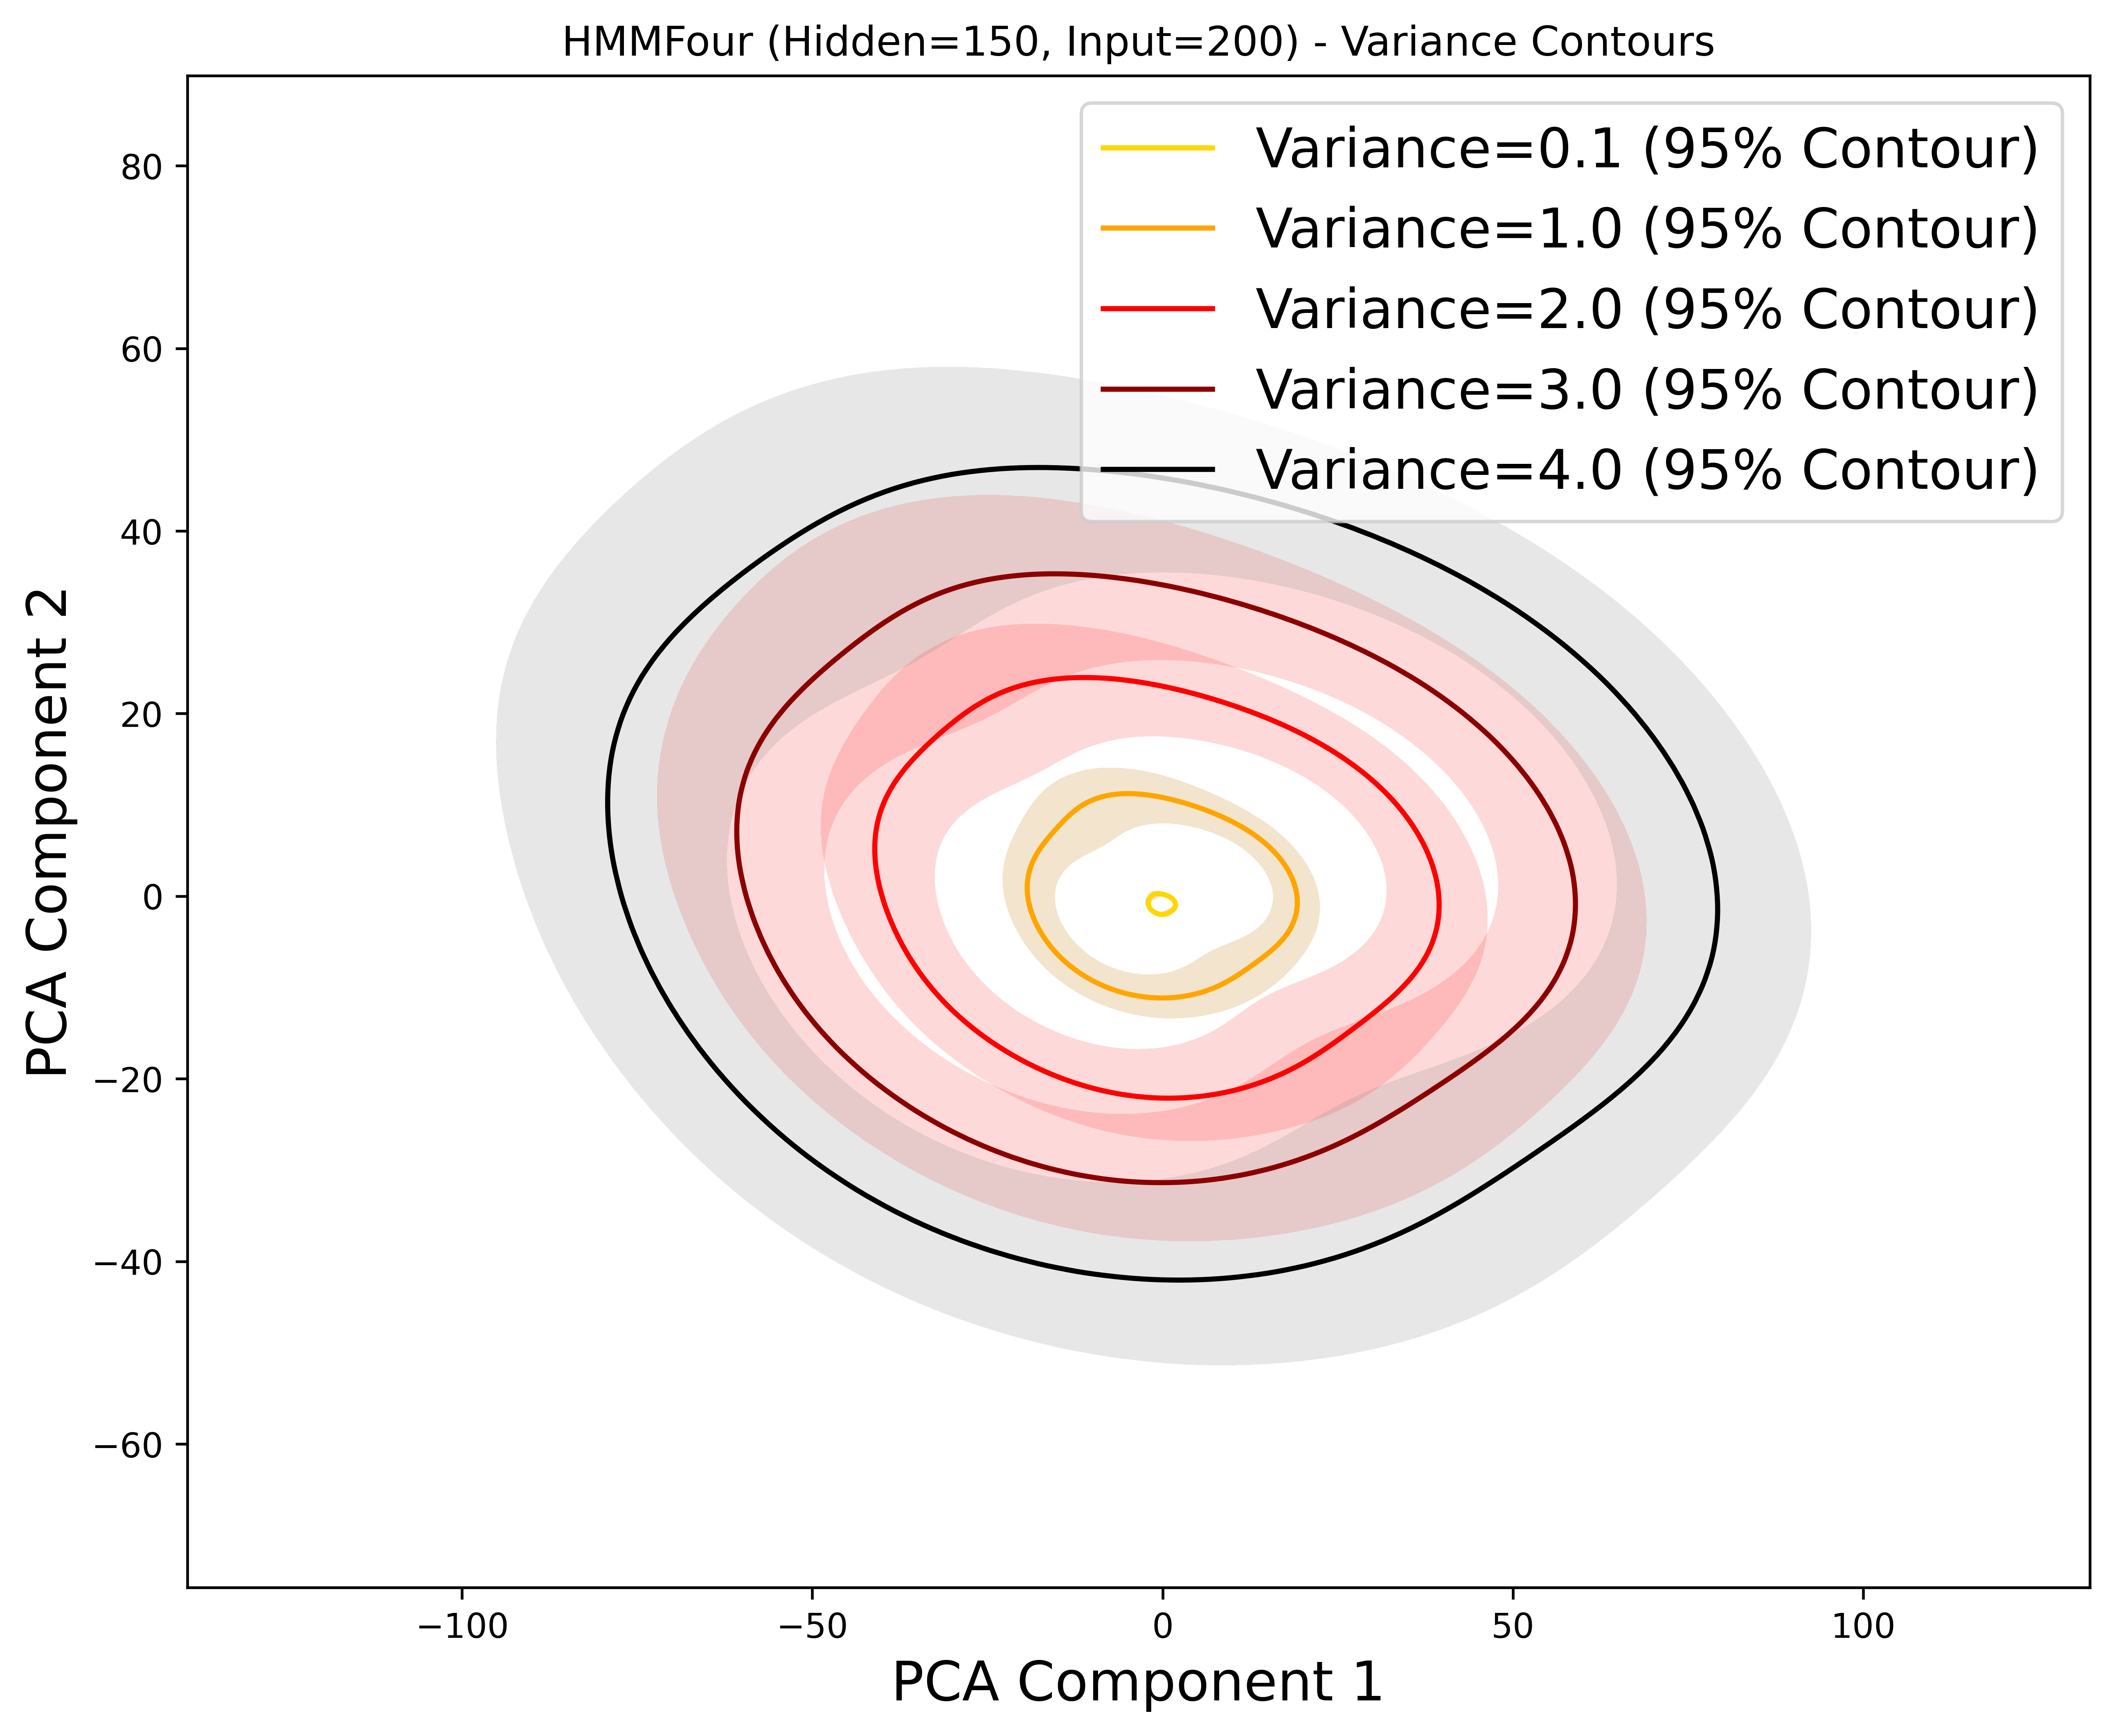 HMMFour (Hidden=150, Input=200) - Variance Contours
Variance=0.1 (95% Contour)
Variance=1.0 (95% Contour)
Variance=2.0 (95% Contour)
Variance=3.0 (95% Contour)
Variance=4.0 (95% Contour)
PCA Component 2
80
60
40
20
0
−20
−40
−60
−100
−50
0
50
100
PCA Component 1